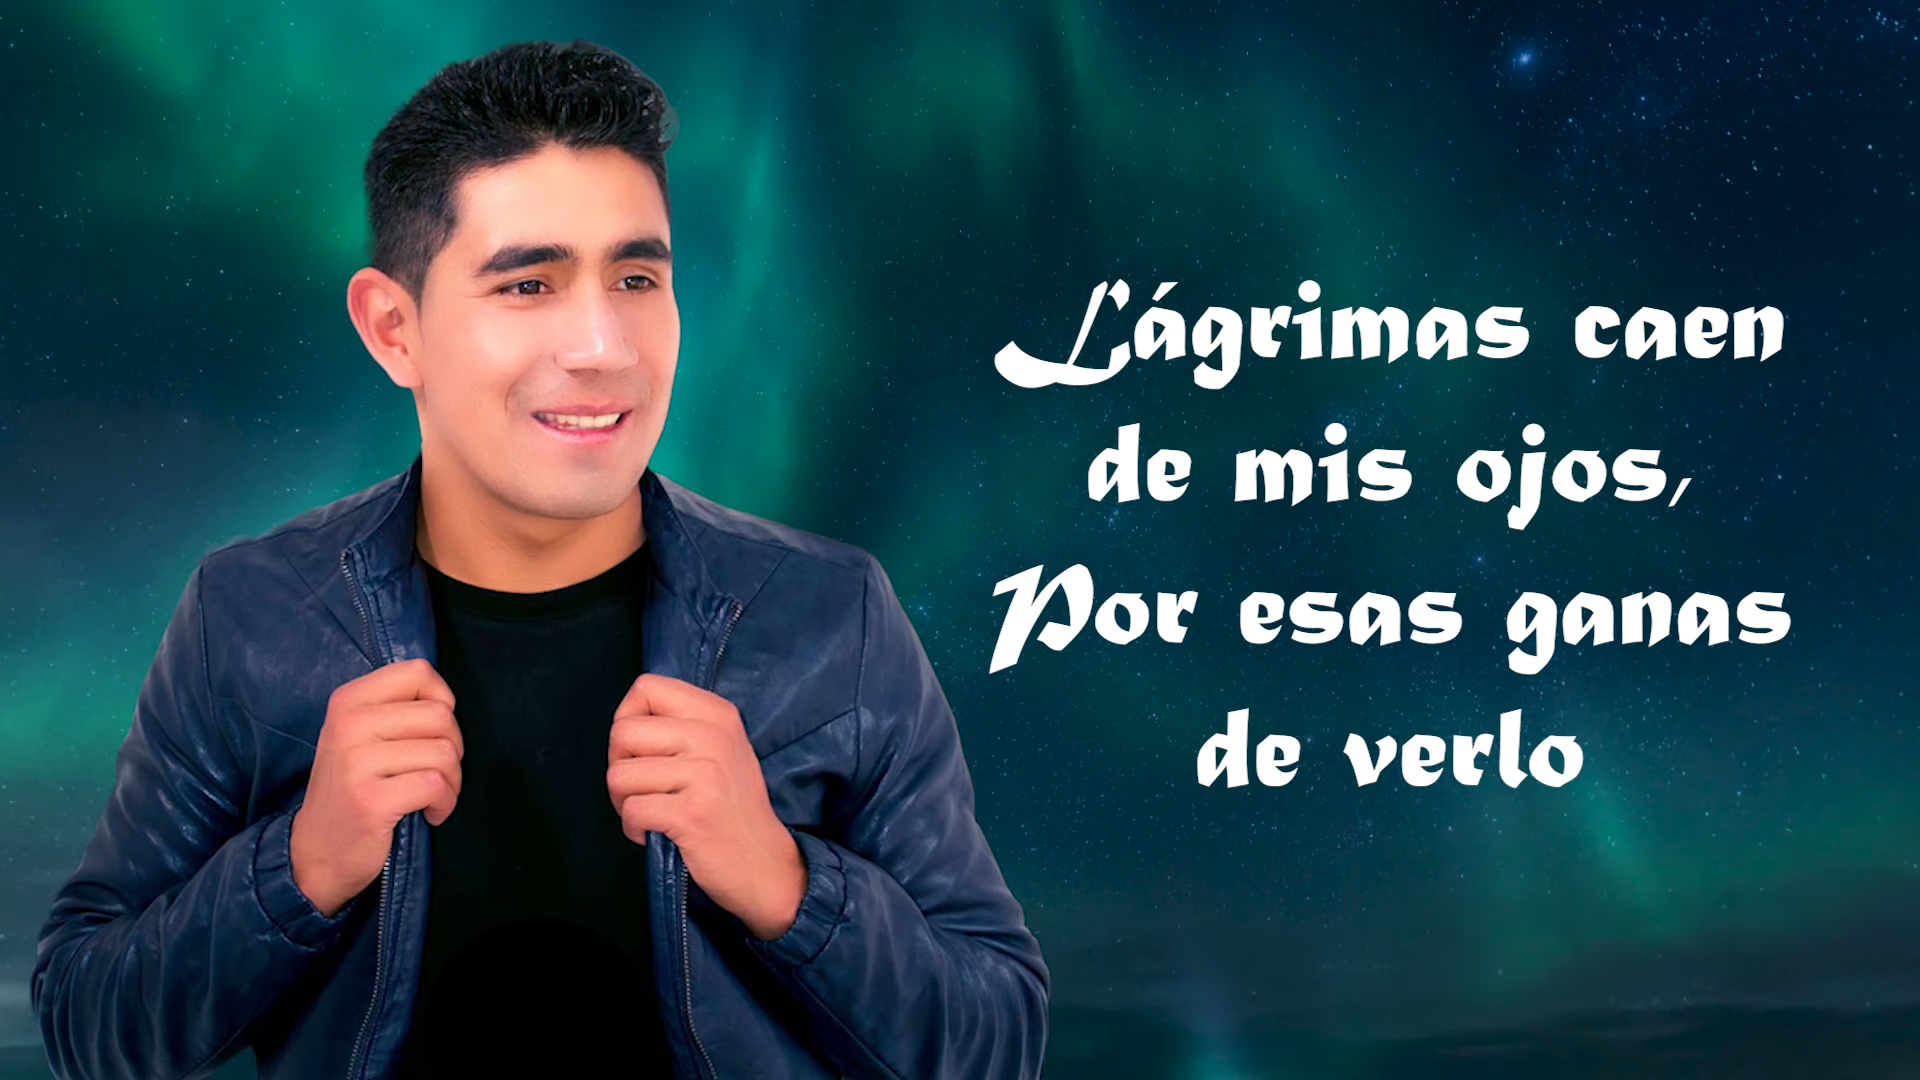 Lágrimas caen
de mis ojos,
Por esas ganas
de verlo